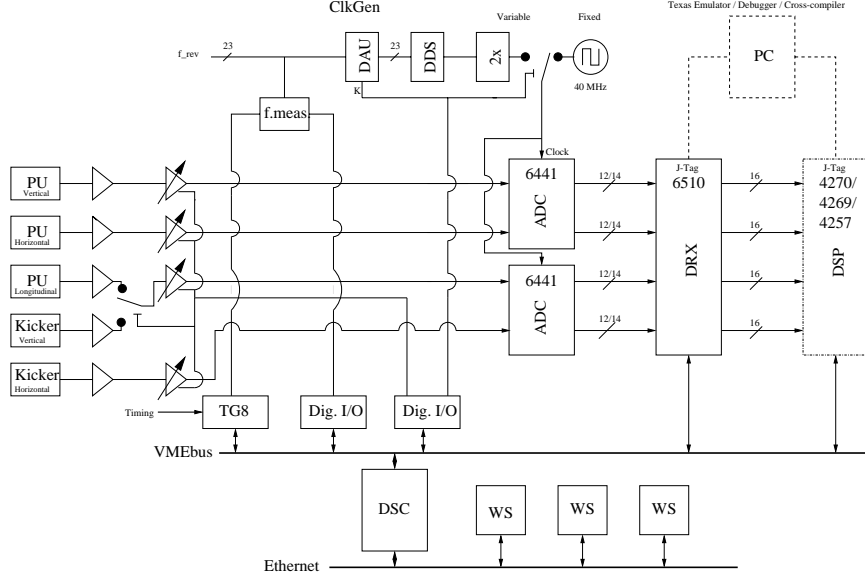 Texas Emulator / Debugger / Cross-compiler
ClkGen
Variable
Fixed
f_rev
23
DAU
23
DDS
2x
PC
K
40 MHz
f.meas.
Clock
J-Tag
J-Tag
PU
Vertical
6441
ADC
12/14
6510
16
4270/
4269/
4257
PU
Horizontal
12/14
16
DRX
DSP
PU
Longitudinal
6441
ADC
12/14
16
Kicker
Vertical
12/14
16
Kicker
Horizontal
Timing
TG8
Dig. I/O
Dig. I/O
VMEbus
DSC
WS
WS
WS
Ethernet